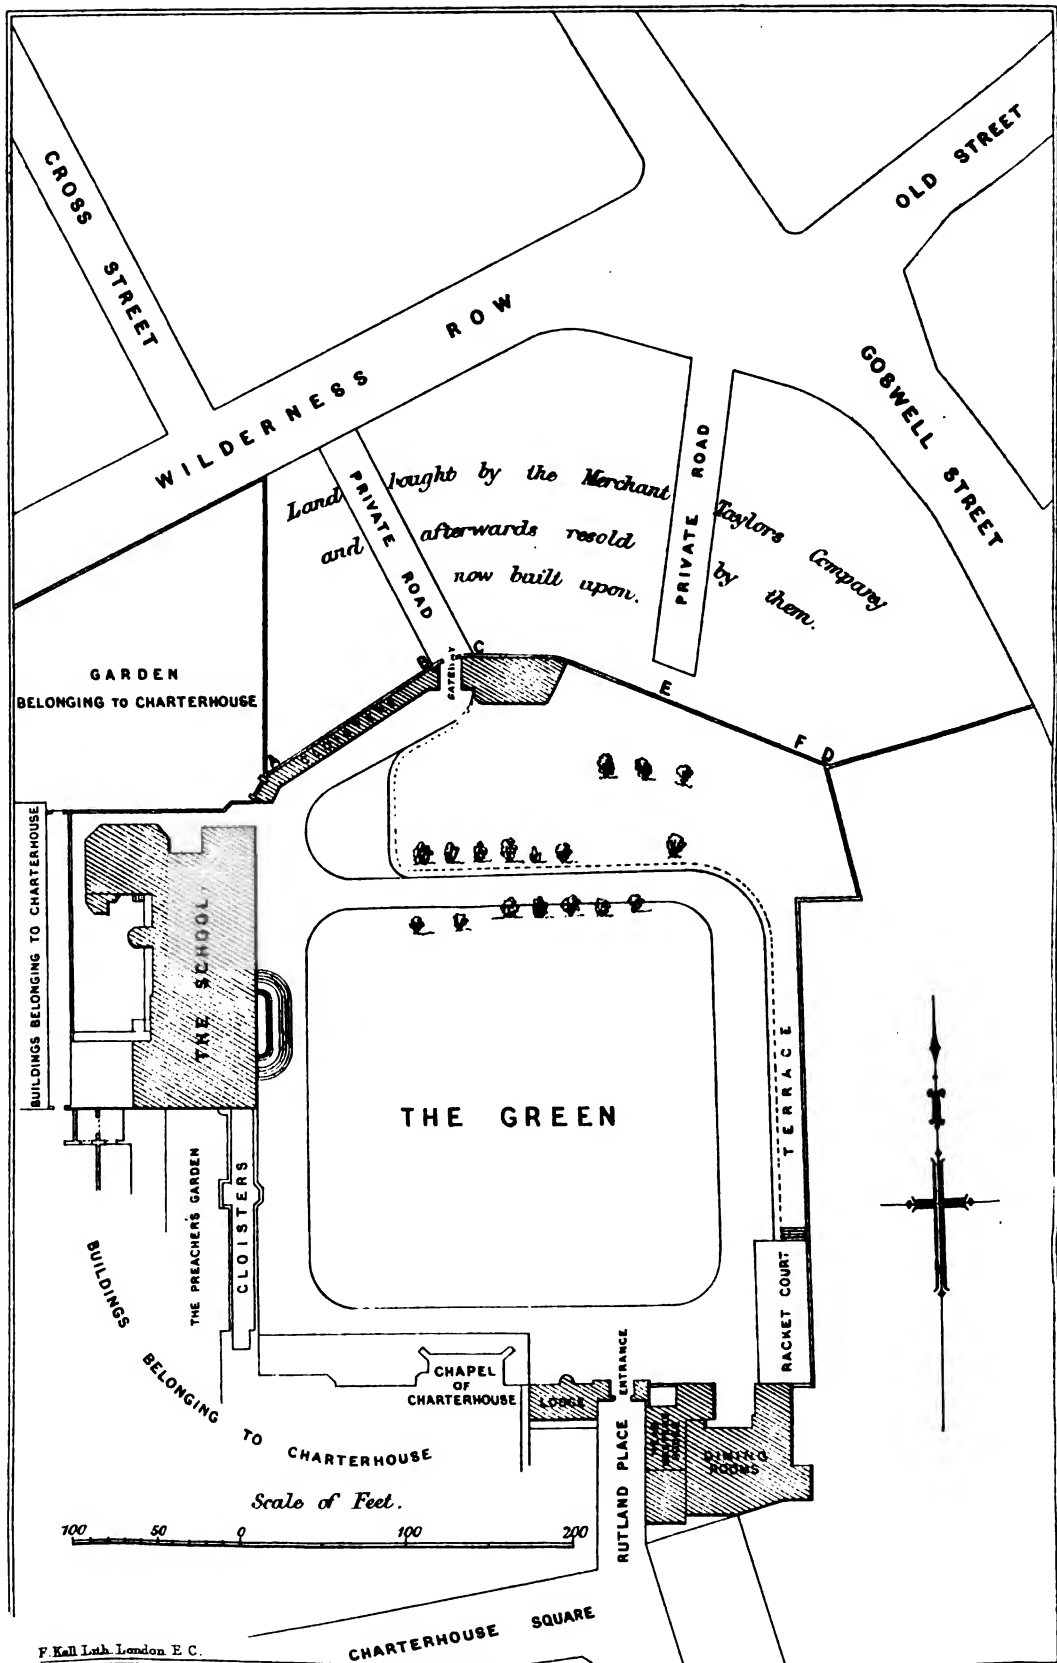 CROSS STREET
OLD STREET
WILDERNESS ROW
GOSWELL STREET
PRIVATE ROAD
PRIVATE ROAD
Land bought by the Merchant Taylors Company
and afterwards resold by them.
now built upon.
GARDEN
BELONGING TO CHARTERHOUSE
GATEWAY
A
B
C
E
F
D
BUILDINGS BELONGING TO CHARTERHOUSE
THE SCHOOL.
THE GREEN
TERRACE
THE PREACHER'S GARDEN
CLOISTERS
RACKET COURT
BUILDINGS BELONGING TO CHARTERHOUSE
CHAPEL
OF
CHARTERHOUSE
LODGE
ENTRANCE
RUTLAND PLACE
DINING
ROOMS
Scale of Feet.
100 50 0 100 200
CHARTERHOUSE SQUARE
F. Kell Lith. London E C.